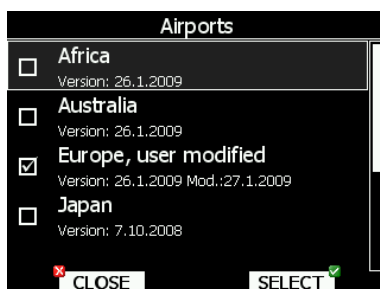 Airports
Africa
Version: 26.1.2009
Australia
Version: 26.1.2009
Europe, user modified
Version: 26.1.2009 Mod.:27.1.2009
Japan
Version: 7.10.2008
CLOSE SELECT